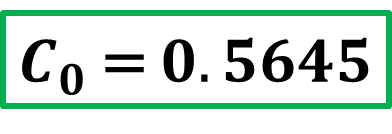 C₀ = 0.5645